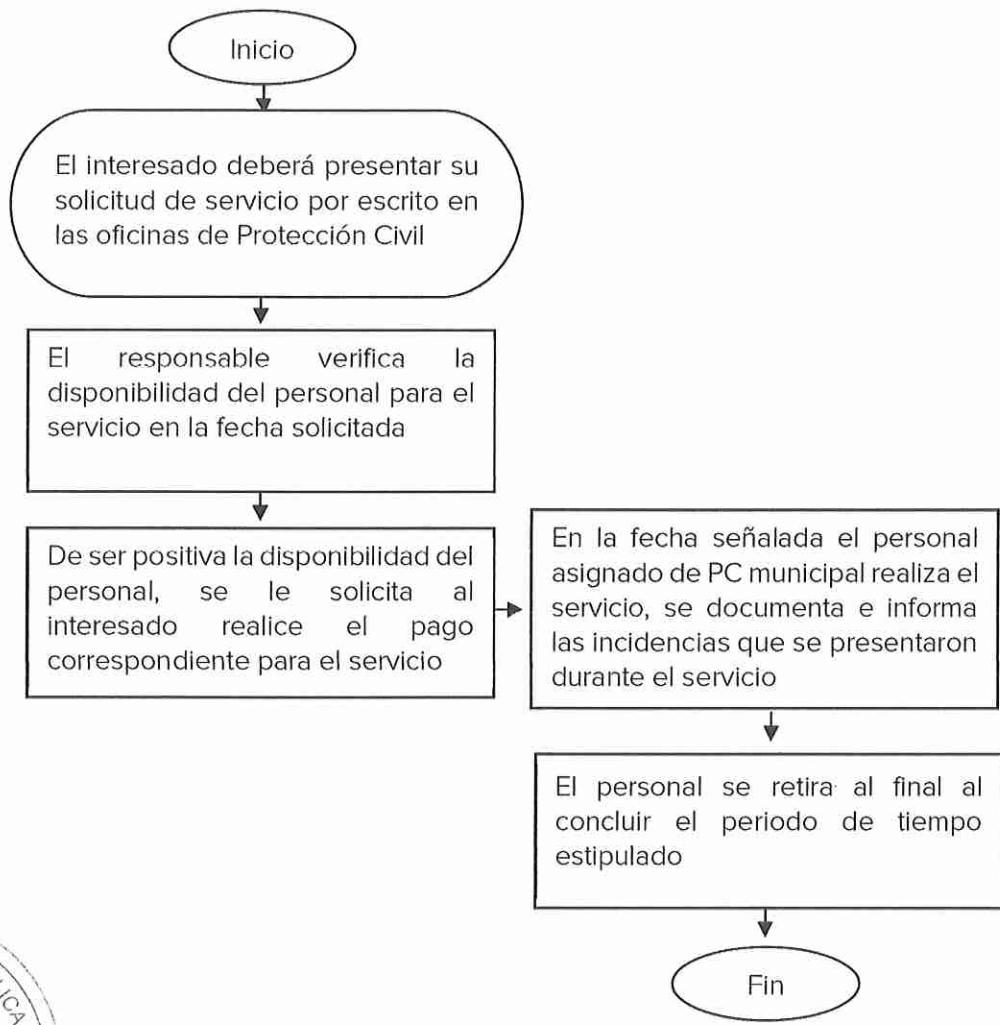 Inicio
El interesado deberá presentar su
solicitud de servicio por escrito en
las oficinas de Protección Civil
El responsable verifica la
disponibilidad del personal para el
servicio en la fecha solicitada
De ser positiva la disponibilidad del
personal, se le solicita al
interesado realice el pago
correspondiente para el servicio
En la fecha señalada el personal
asignado de PC municipal realiza el
servicio, se documenta e informa
las incidencias que se presentaron
durante el servicio
El personal se retira al final al
concluir el periodo de tiempo
estipulado
Fin